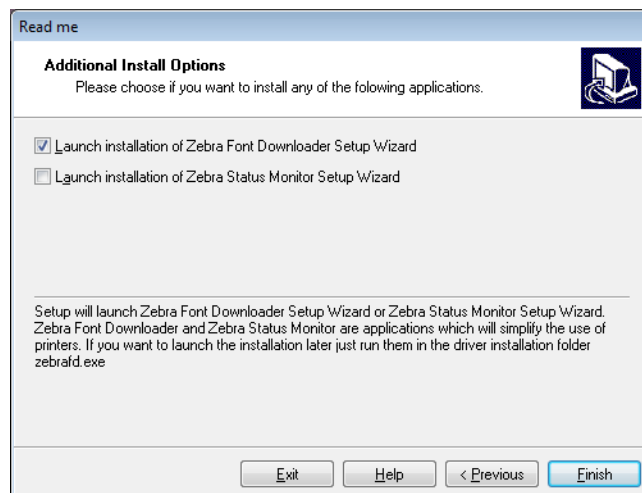 Read me
Additional Install Options
Please choose if you want to install any of the folowing applications.
Launch installation of Zebra Font Downloader Setup Wizard
Launch installation of Zebra Status Monitor Setup Wizard
Setup will launch Zebra Font Downloader Setup Wizard or Zebra Status Monitor Setup Wizard.
Zebra Font Downloader and Zebra Status Monitor are applications which will simplify the use of
printers. If you want to launch the installation later just run them in the driver installation folder
zebrafd.exe
Exit Help < Previous Finish